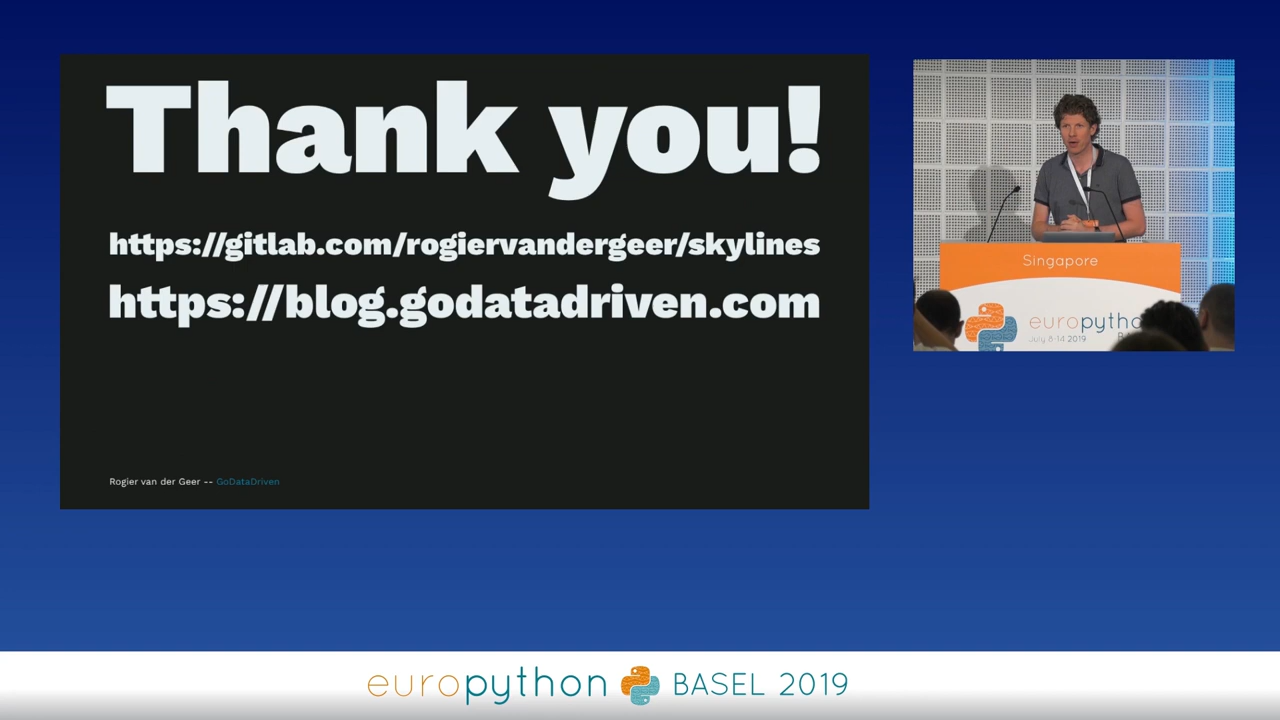 Thank you!
https://gitlab.com/rogiervandergeer/skylines
https://blog.godatadriven.com
Rogier van der Geer -- GoDataDriven
Singapore
europytho
July 8-14 2019
europython BASEL 2019